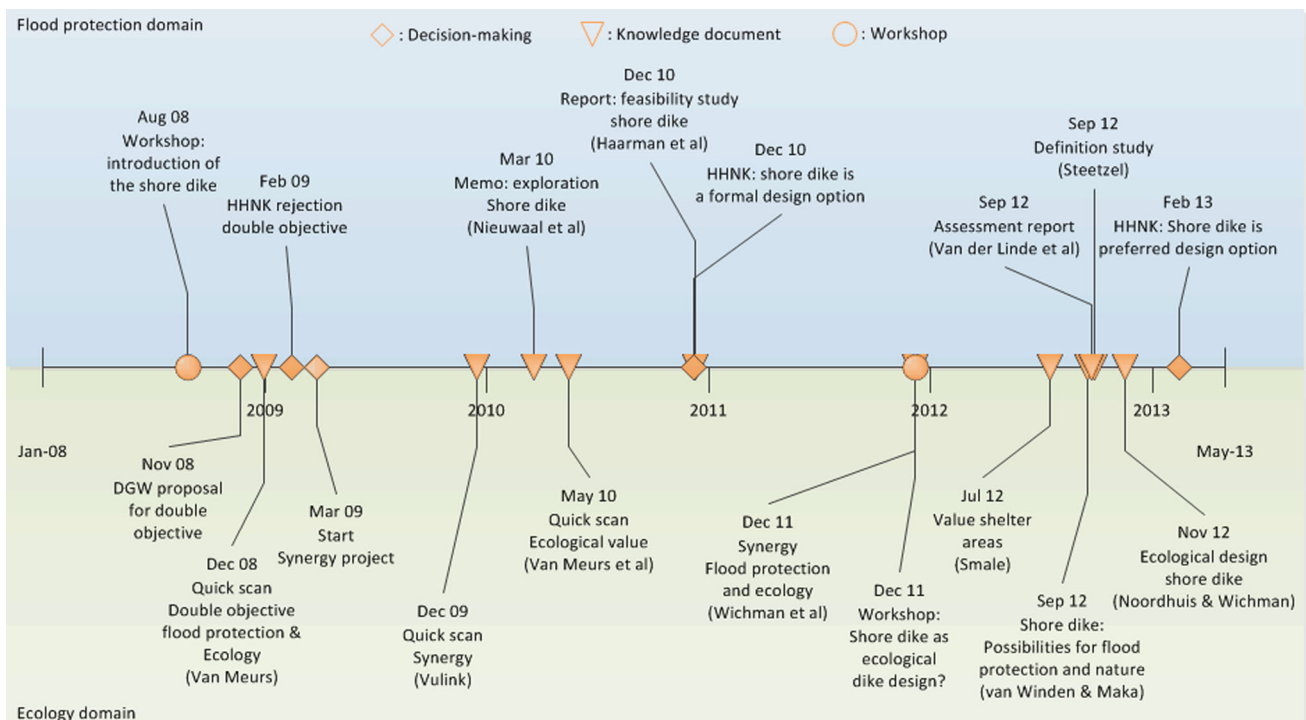 Flood protection domain
: Decision-making
: Knowledge document
: Workshop
Aug 08
Workshop:
introduction of
the shore dike
Feb 09
HHNK rejection
double objective
Mar 10
Memo: exploration
Shore dike
(Nieuwaal et al)
Dec 10
Report: feasibility study
shore dike
(Haarman et al)
Dec 10
HHNK: shore dike is
a formal design option
Sep 12
Assessment report
(Van der Linde et al)
Sep 12
Definition study
(Steetzel)
Feb 13
HHNK: Shore dike is
preferred design option
2009
2010
2011
2012
2013
Jan-08
May-13
Nov 08
DGW proposal
for double
objective
Dec 08
Quick scan
Double objective
flood protection &
Ecology
(Van Meurs)
Mar 09
Start
Synergy project
Dec 09
Quick scan
Synergy
(Vulink)
May 10
Quick scan
Ecological value
(Van Meurs et al)
Dec 11
Synergy
Flood protection
and ecology
(Wichman et al)
Dec 11
Workshop:
Shore dike as
ecological
dike design?
Jul 12
Value shelter
areas
(Smale)
Sep 12
Shore dike:
Possibilities for flood
protection and nature
(van Winden & Maka)
Nov 12
Ecological design
shore dike
(Noordhuis & Wichman)
Ecology domain